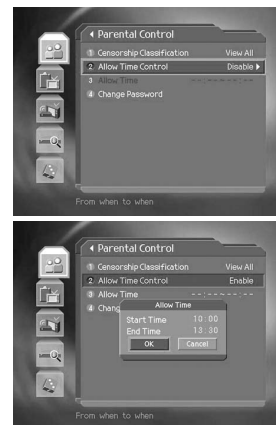 Parental Control
1 Censorship Classification View All
2 Allow Time Control Disable
3 Allow Time --:-- ~ --:--
4 Change Password
From when to when
Parental Control
1 Censorship Classification View All
2 Allow Time Control Enable
3 Allow Time --:-- ~ --:--
4 Chang
Allow Time
Start Time 10:00
End Time 13:30
OK Cancel
From when to when